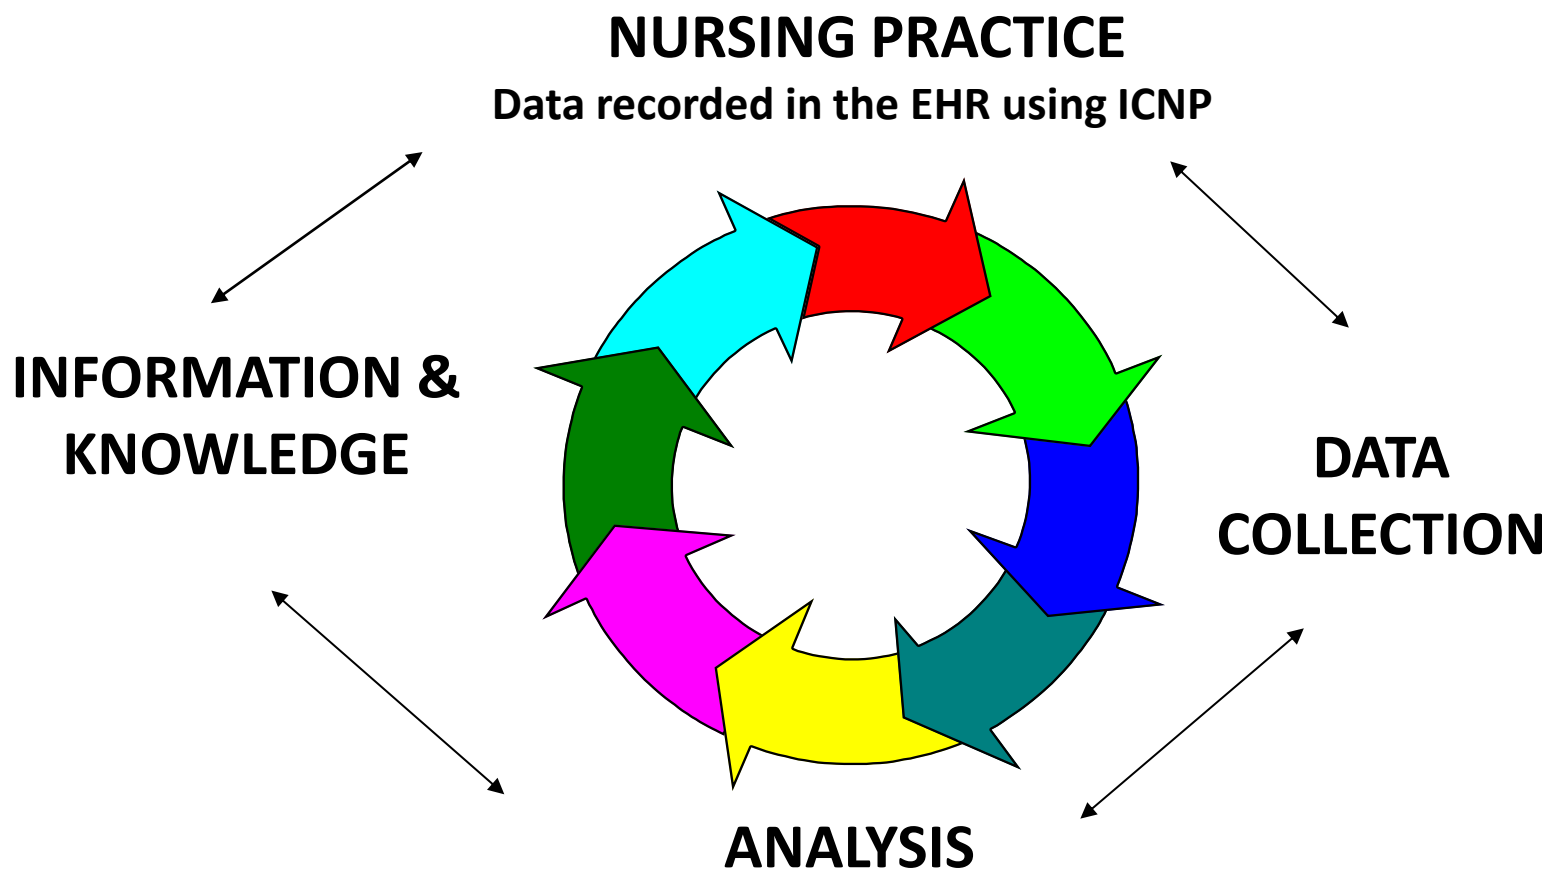 NURSING PRACTICE
Data recorded in the EHR using ICNP
INFORMATION &
KNOWLEDGE
DATA
COLLECTION
ANALYSIS